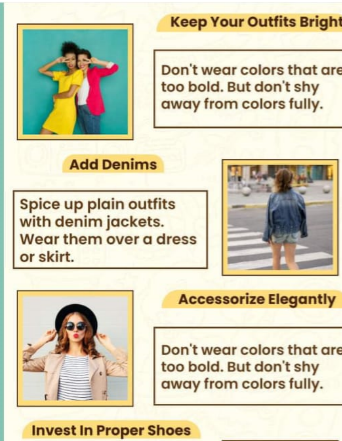 Keep Your Outfits Bright
Don't wear colors that are
too bold. But don't shy
away from colors fully.
Add Denims
Spice up plain outfits
with denim jackets.
Wear them over a dress
or skirt.
Accessorize Elegantly
Don't wear colors that are
too bold. But don't shy
away from colors fully.
Invest In Proper Shoes